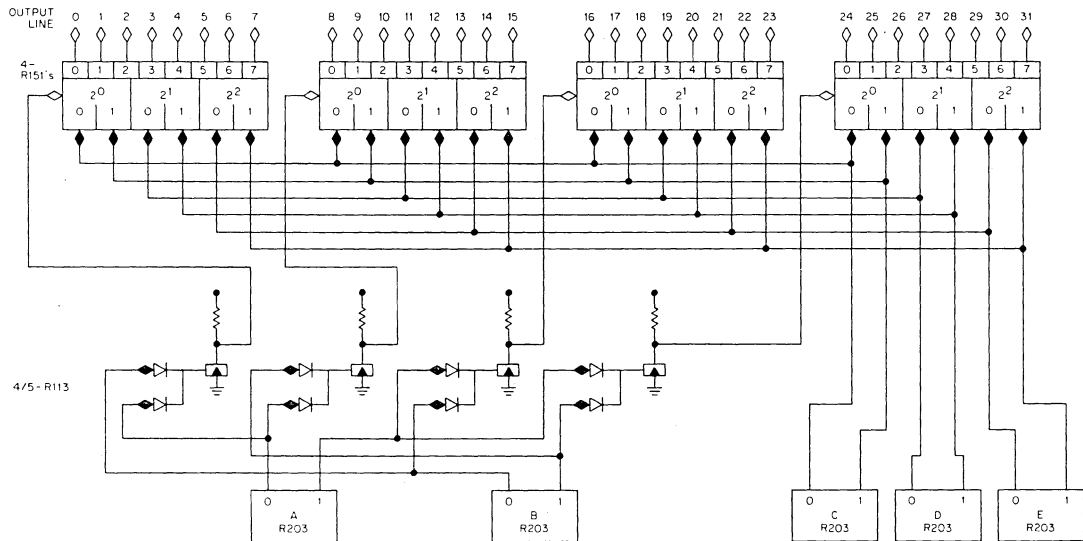 OUTPUT LINE 0 1 2 3 4 5 6 7 8 9 10 11 12 13 14 15 16 17 18 19 20 21 22 23 24 25 26 27 28 29 30 31
4- R151's
0 1 2 3 4 5 6 7 0 1 2 3 4 5 6 7 0 1 2 3 4 5 6 7 0 1 2 3 4 5 6 7
2⁰ 2¹ 2² 2⁰ 2¹ 2² 2⁰ 2¹ 2² 2⁰ 2¹ 2²
0 1 0 1 0 1 0 1 0 1 0 1 0 1 0 1 0 1 0 1 0 1 0 1
4/5-R113
0 1 0 1 0 1 0 1 0 1
A B C D E
R203 R203 R203 R203 R203